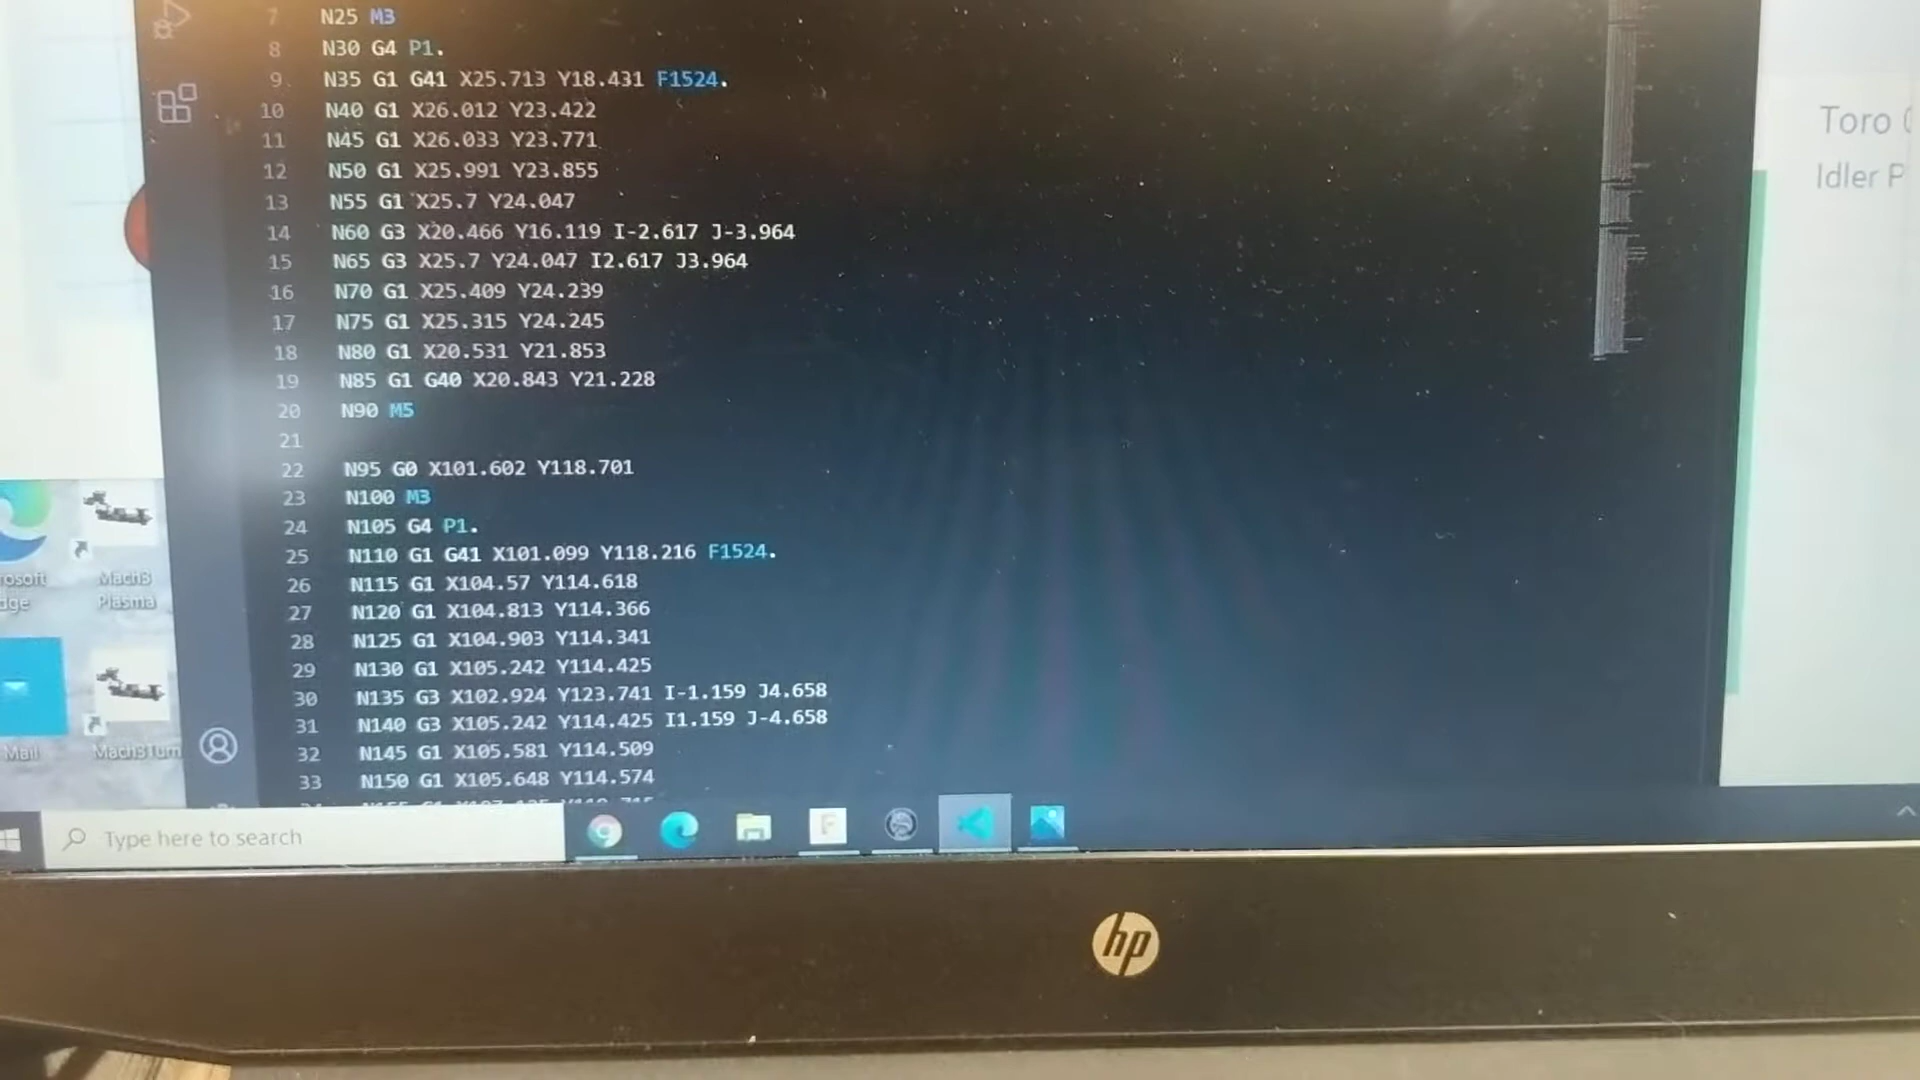 7 N25 M3
8 N30 G4 P1.
9 N35 G1 G41 X25.713 Y18.431 F1524.
10 N40 G1 X26.012 Y23.422
11 N45 G1 X26.033 Y23.771
12 N50 G1 X25.991 Y23.855
13 N55 G1 X25.7 Y24.047
14 N60 G3 X20.466 Y16.119 I-2.617 J-3.964
15 N65 G3 X25.7 Y24.047 I2.617 J3.964
16 N70 G1 X25.409 Y24.239
17 N75 G1 X25.315 Y24.245
18 N80 G1 X20.531 Y21.853
19 N85 G1 G40 X20.843 Y21.228
20 N90 M5
21
22 N95 G0 X101.602 Y118.701
23 N100 M3
24 N105 G4 P1.
25 N110 G1 G41 X101.099 Y118.216 F1524.
26 N115 G1 X104.57 Y114.618
27 N120 G1 X104.813 Y114.366
28 N125 G1 X104.903 Y114.341
29 N130 G1 X105.242 Y114.425
30 N135 G3 X102.924 Y123.741 I-1.159 J4.658
31 N140 G3 X105.242 Y114.425 I1.159 J-4.658
32 N145 G1 X105.581 Y114.509
33 N150 G1 X105.648 Y114.574
Toro
Idler P
rosoft
dge
Mach3
Plasma
Mail
Mach3Turn
Type here to search
hp